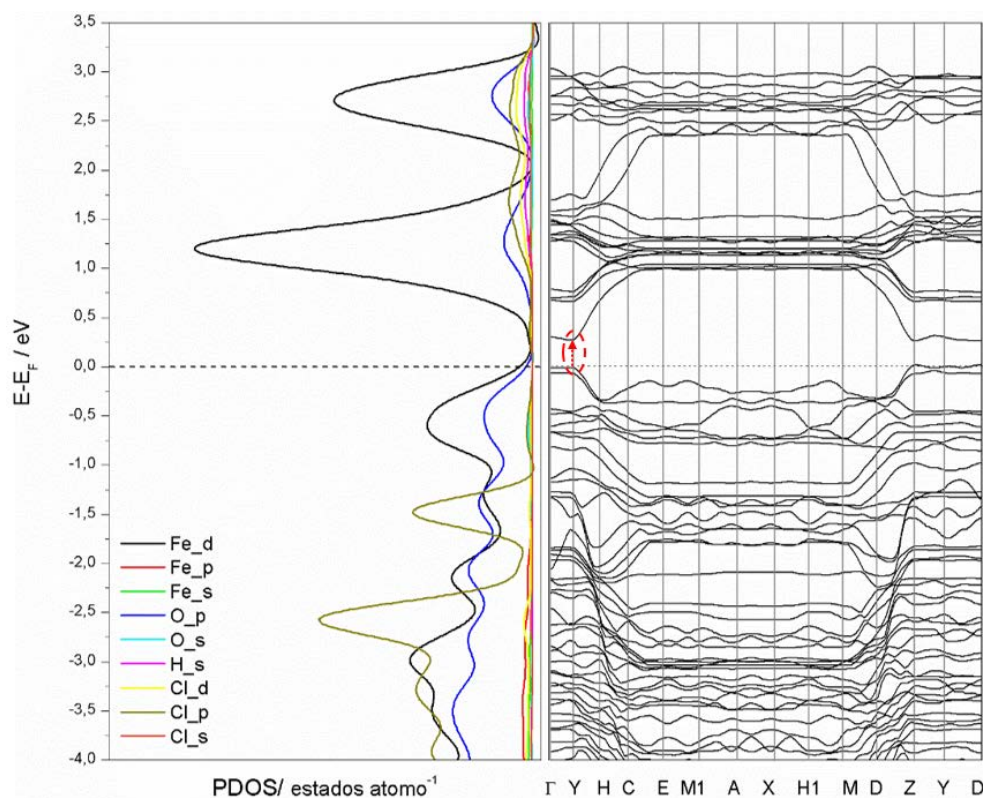 3,5
3,0
2,5
2,0
1,5
1,0
0,5
0,0
-0,5
-1,0
-1,5
-2,0
-2,5
-3,0
-3,5
-4,0
E-E_F / eV
Fe_d
Fe_p
Fe_s
O_p
O_s
H_s
Cl_d
Cl_p
Cl_s
PDOS/ estados atomo⁻¹
Γ Y H C E M1 A X H1 M D Z Y D